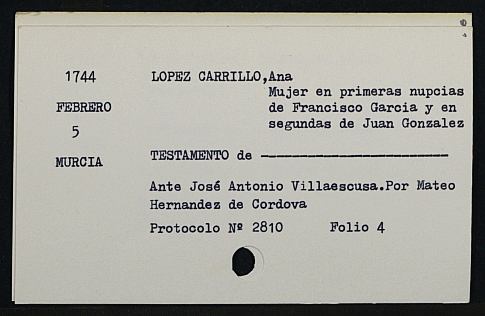 1744 LOPEZ CARRILLO,Ana
Mujer en primeras nupcias
FEBRERO de Francisco Garcia y en
5 segundas de Juan Gonzalez
MURCIA TESTAMENTO de ------------------------
Ante José Antonio Villaescusa.Por Mateo
Hernandez de Cordova
Protocolo Nº 2810 Folio 4